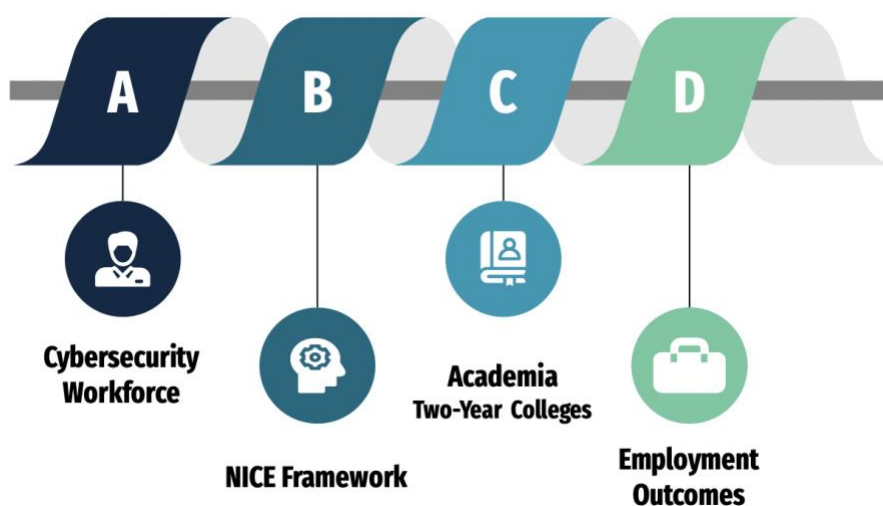 A
B
C
D
Cybersecurity
Workforce
NICE Framework
Academia
Two-Year Colleges
Employment
Outcomes